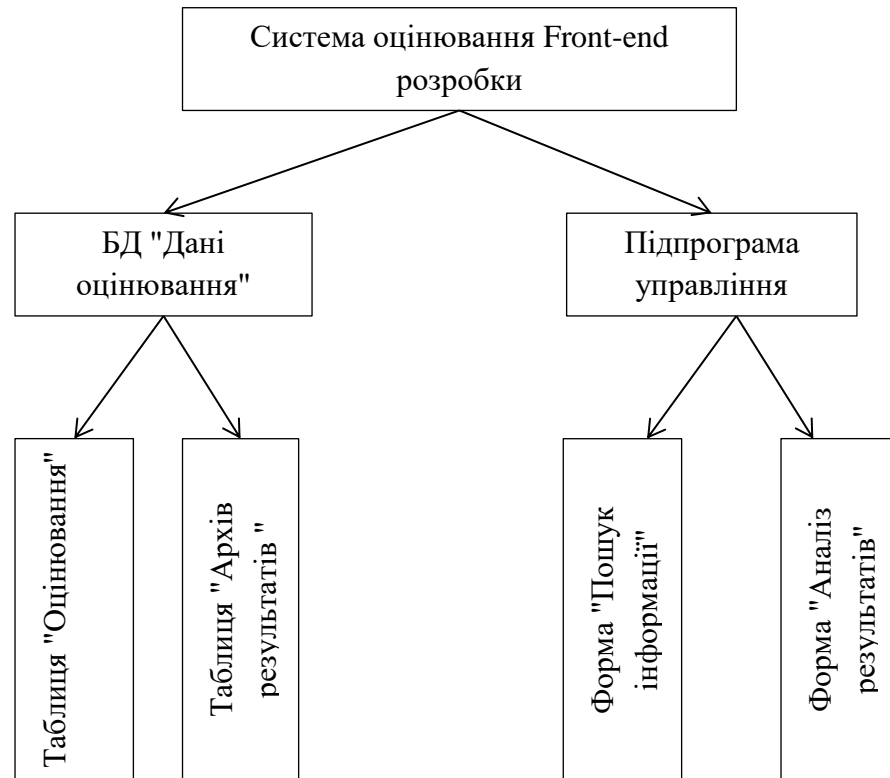 Система оцінювання Front-end
розробки
БД "Дані
оцінювання"
Підпрограма
управління
Таблиця "Оцінювання"
Таблиця "Архів
результатів "
Форма "Пошук
інформації"
Форма "Аналіз
результатів"